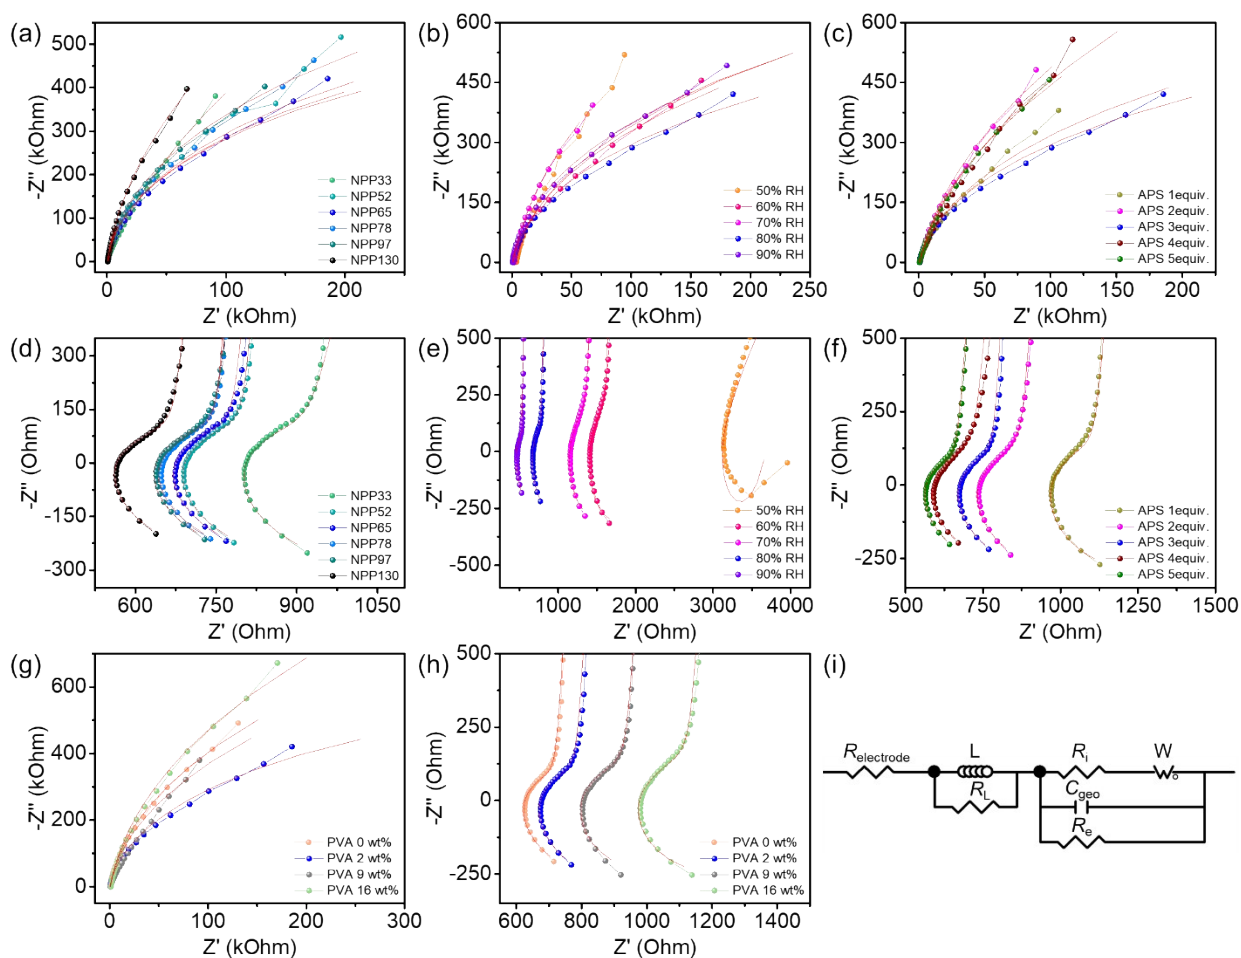 (a)
500
400
300
200
100
0
-Z" (kOhm)
NPP33
NPP52
NPP65
NPP78
NPP97
NPP130
0
100
200
Z' (kOhm)
(b)
600
450
300
150
0
-Z" (kOhm)
50% RH
60% RH
70% RH
80% RH
90% RH
0
50
100
150
200
250
Z' (kOhm)
(c)
600
450
300
150
0
-Z" (kOhm)
APS 1equiv.
APS 2equiv.
APS 3equiv.
APS 4equiv.
APS 5equiv.
0
50
100
150
200
250
Z' (kOhm)
(d)
300
150
0
-150
-300
-Z" (Ohm)
NPP33
NPP52
NPP65
NPP78
NPP97
NPP130
600
750
900
1050
Z' (Ohm)
(e)
500
250
0
-250
-500
-Z" (Ohm)
50% RH
60% RH
70% RH
80% RH
90% RH
1000
2000
3000
4000
Z' (Ohm)
(f)
500
250
0
-250
-Z" (Ohm)
APS 1equiv.
APS 2equiv.
APS 3equiv.
APS 4equiv.
APS 5equiv.
500
750
1000
1250
1500
Z' (Ohm)
(g)
600
400
200
0
-Z" (kOhm)
PVA 0 wt%
PVA 2 wt%
PVA 9 wt%
PVA 16 wt%
0
100
200
300
Z' (kOhm)
(h)
500
250
0
-250
-Z" (Ohm)
PVA 0 wt%
PVA 2 wt%
PVA 9 wt%
PVA 16 wt%
600
800
1000
1200
1400
Z' (Ohm)
(i)
Relectrode
L
RL
Ri
W
Cgeo
Re